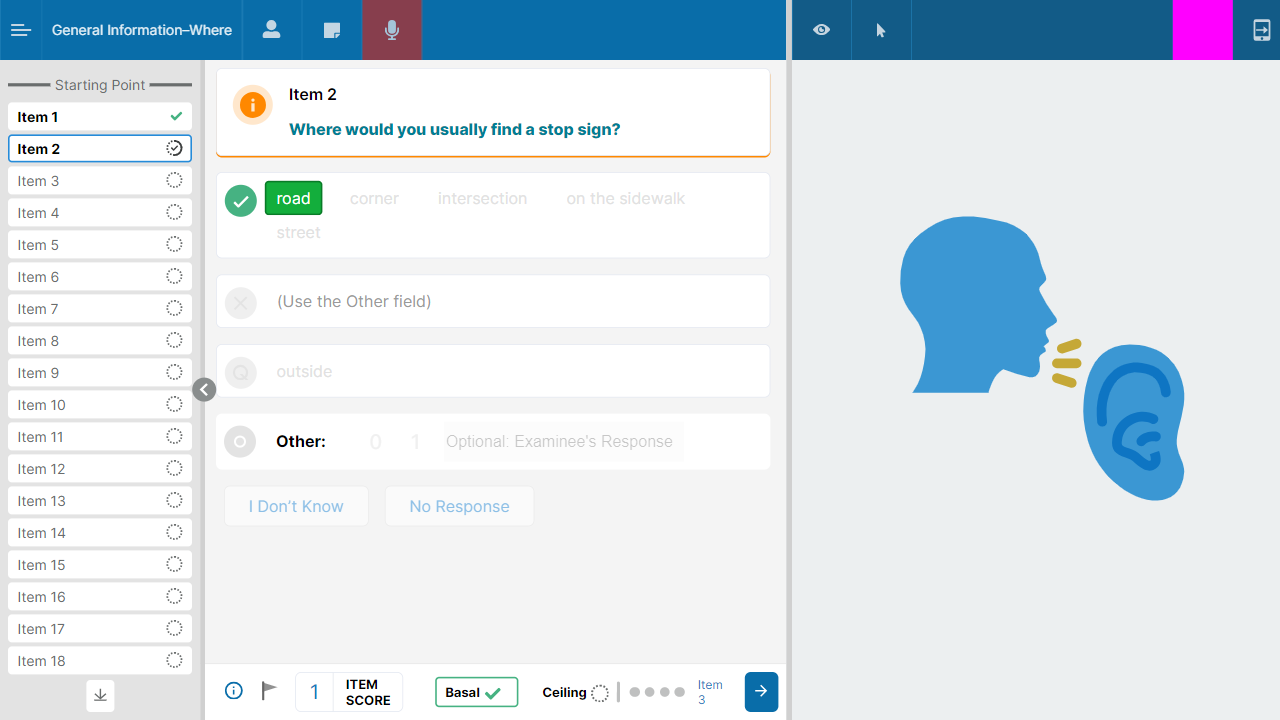 General Information–Where
Starting Point
Item 1
Item 2
Item 3
Item 4
Item 5
Item 6
Item 7
Item 8
Item 9
Item 10
Item 11
Item 12
Item 13
Item 14
Item 15
Item 16
Item 17
Item 18
Item 2
Where would you usually find a stop sign?
road corner intersection on the sidewalk
street
(Use the Other field)
Q outside
O Other: 0 1 Optional: Examinee's Response
I Don’t Know No Response
1 ITEM SCORE
Basal
Ceiling
Item 3